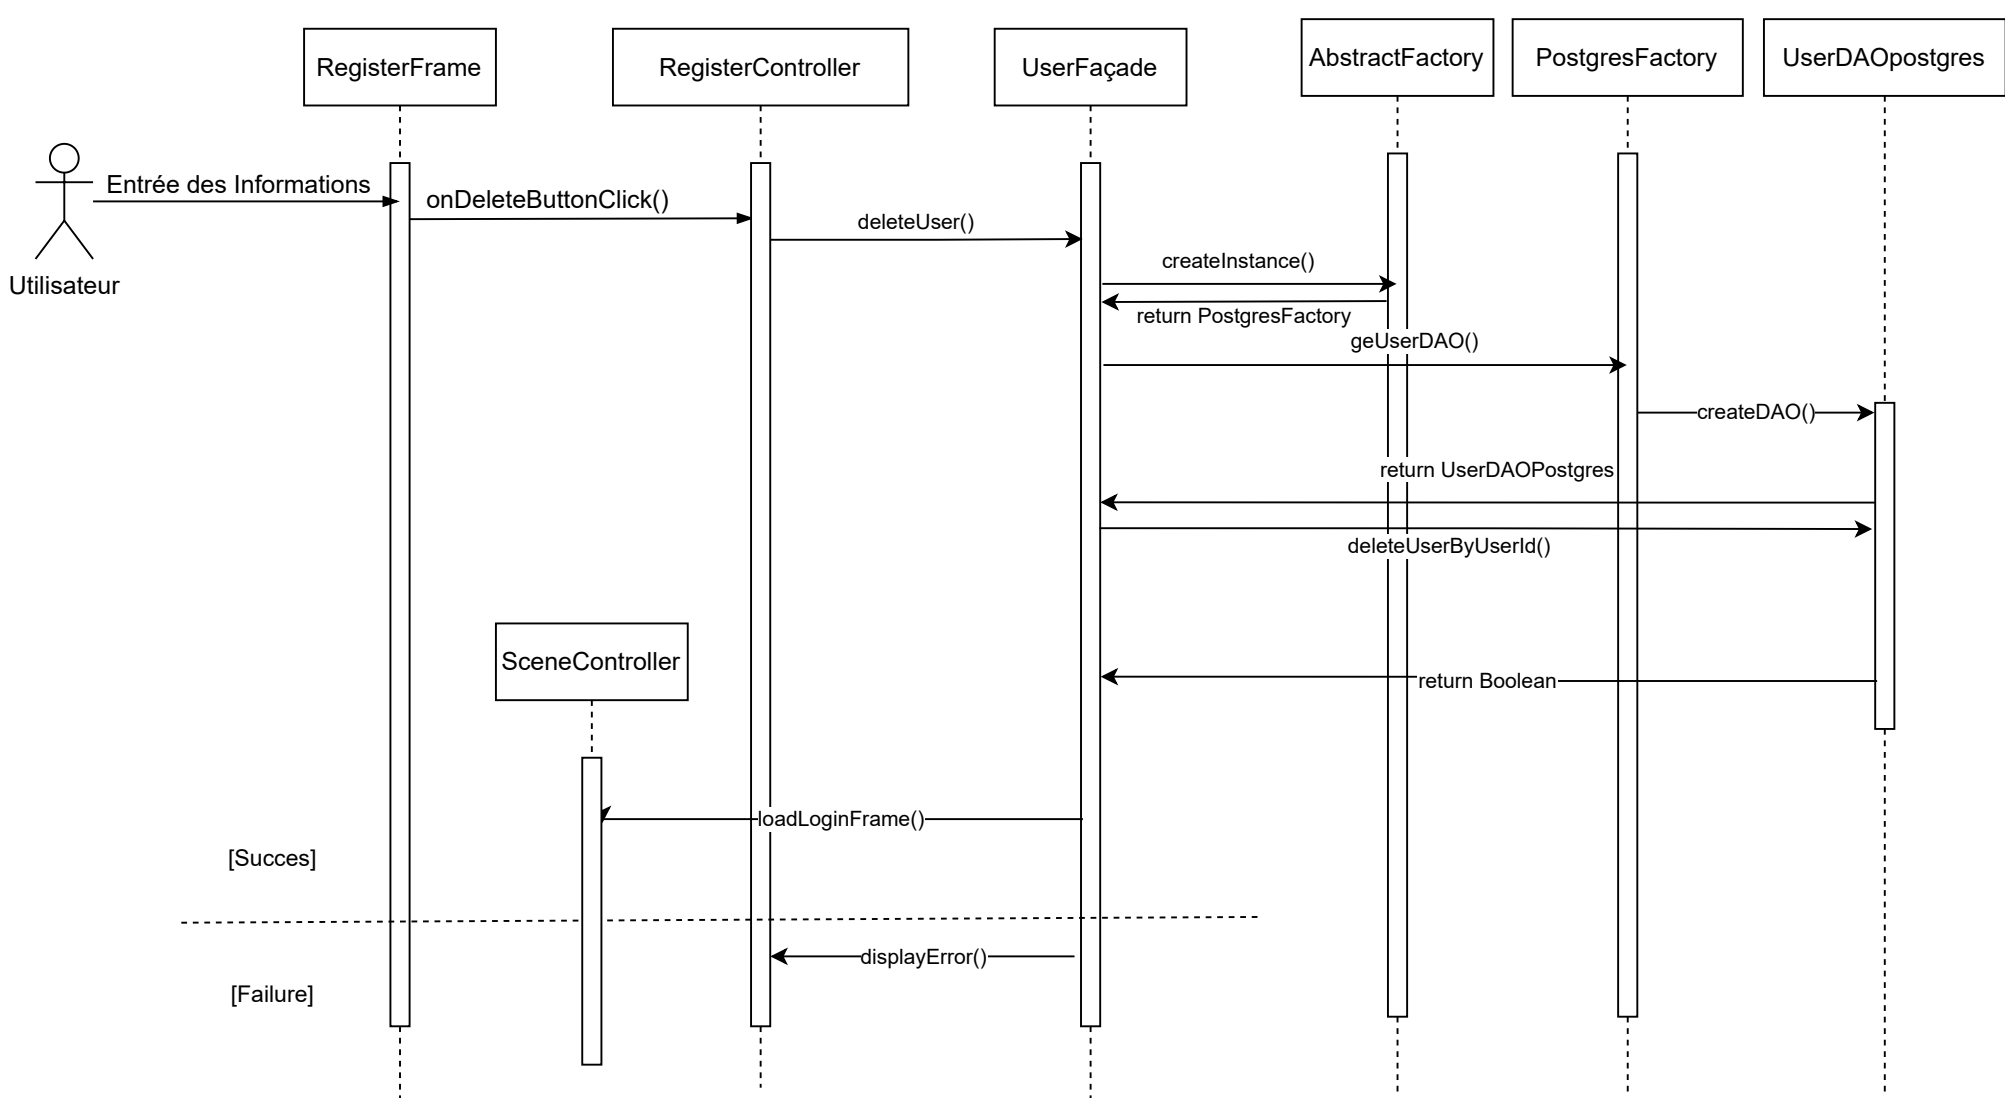 RegisterFrame
RegisterController
UserFaçade
AbstractFactory
PostgresFactory
UserDAOpostgres
Entrée des Informations
Utilisateur
onDeleteButtonClick()
deleteUser()
createInstance()
return PostgresFactory
geUserDAO()
createDAO()
return UserDAOPostgres
deleteUserByUserId()
SceneController
return Boolean
loadLoginFrame()
[Succes]
displayError()
[Failure]